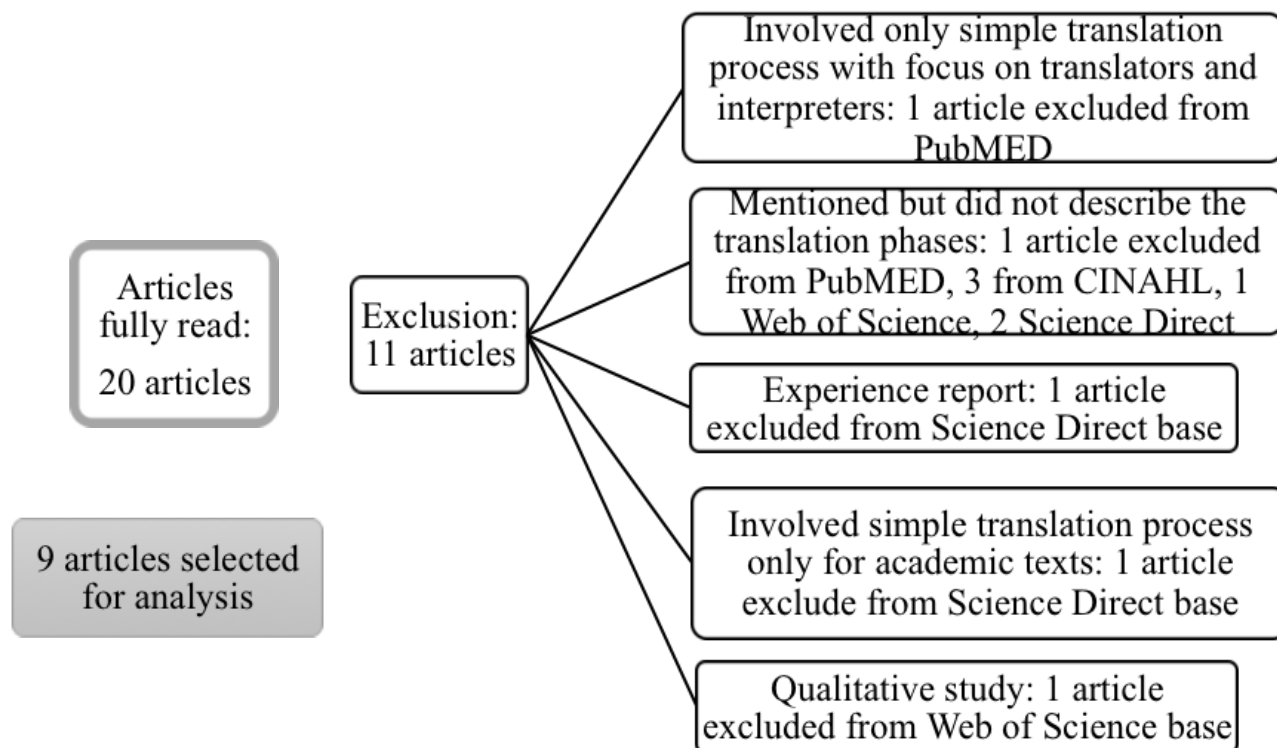 Involved only simple translation
process with focus on translators and
interpreters: 1 article excluded from
PubMED
Mentioned but did not describe the
translation phases: 1 article excluded
from PubMED, 3 from CINAHL, 1
Web of Science, 2 Science Direct
Articles
fully read:
20 articles
Exclusion:
11 articles
Experience report: 1 article
excluded from Science Direct base
9 articles selected
for analysis
Involved simple translation process
only for academic texts: 1 article
exclude from Science Direct base
Qualitative study: 1 article
excluded from Web of Science base